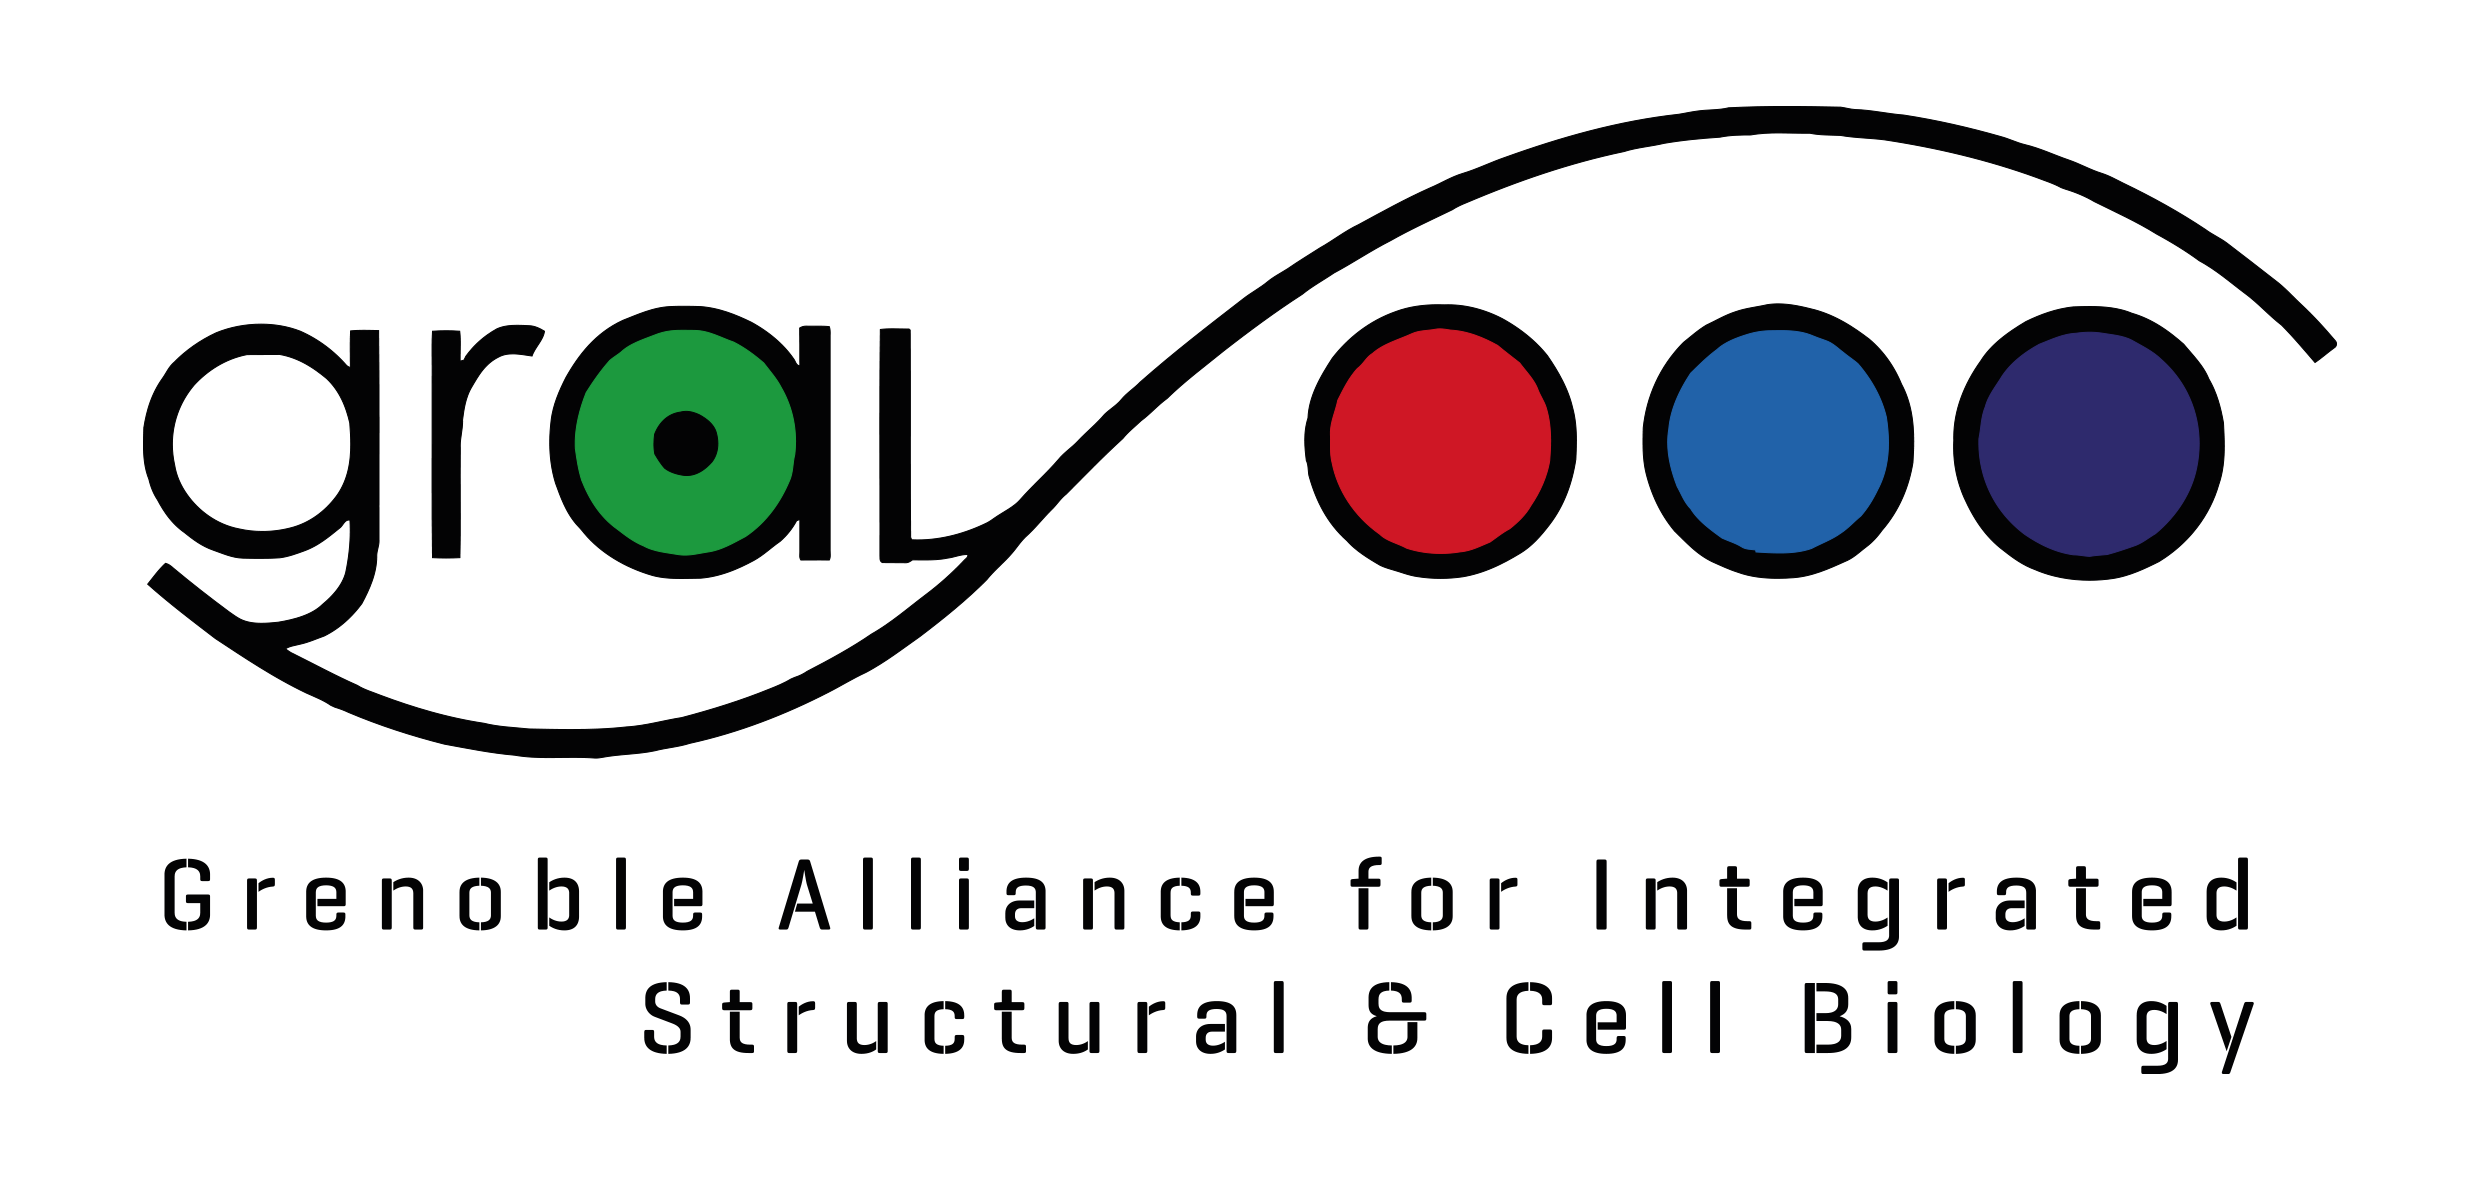 gral
Grenoble Alliance for Integrated
Structural & Cell Biology